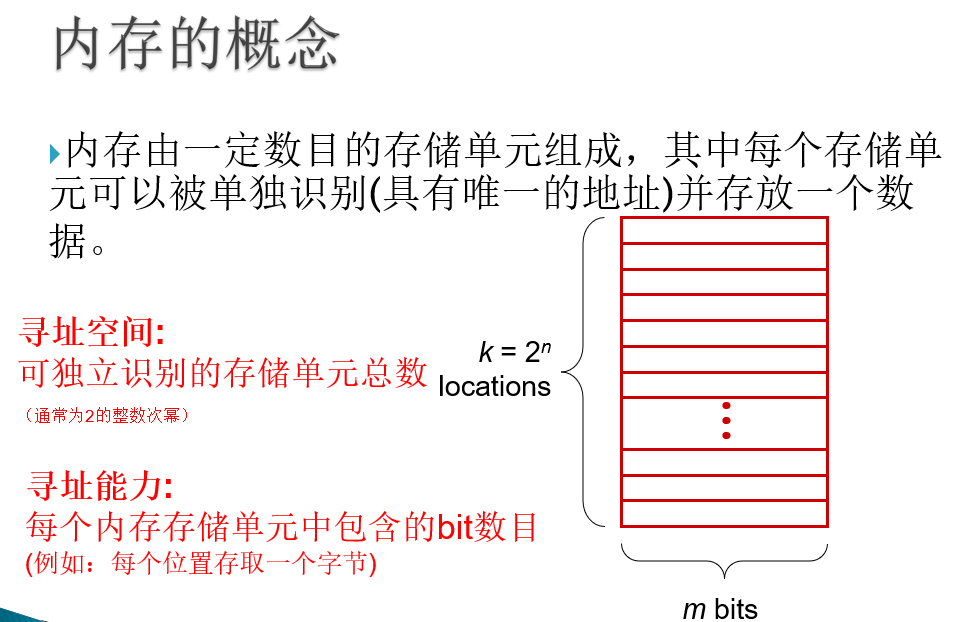 内存的概念
内存由一定数目的存储单元组成，其中每个存储单
元可以被单独识别(具有唯一的地址)并存放一个数
据。
寻址空间:
可独立识别的存储单元总数
（通常为2的整数次幂）
k = 2ⁿ
locations
寻址能力:
每个内存存储单元中包含的bit数目
(例如：每个位置存取一个字节)
m bits